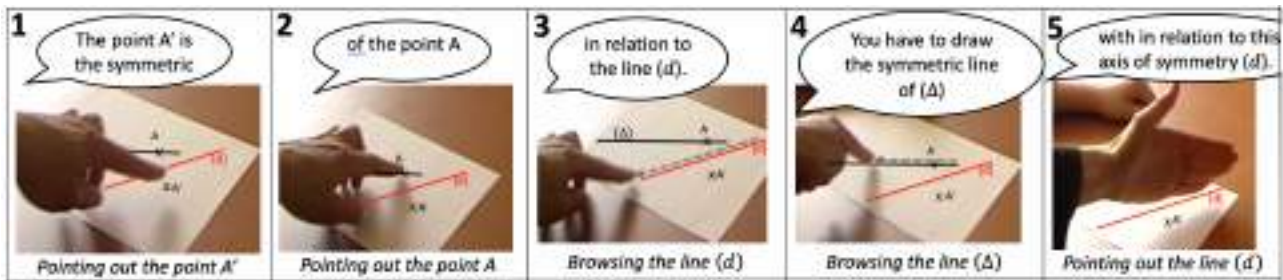 1
The point A' is
the symmetric
A
(d)
x A'
Pointing out the point A'
2
of the point A
A
(d)
x A'
Pointing out the point A
3
in relation to
the line (d).
(Δ)
A
(d)
x A'
Browsing the line (d)
4
You have to draw
the symmetric line
of (Δ)
A
(d)
x A'
Browsing the line (Δ)
5
with in relation to this
axis of symmetry (d).
(d)
x A'
Pointing out the line (d)